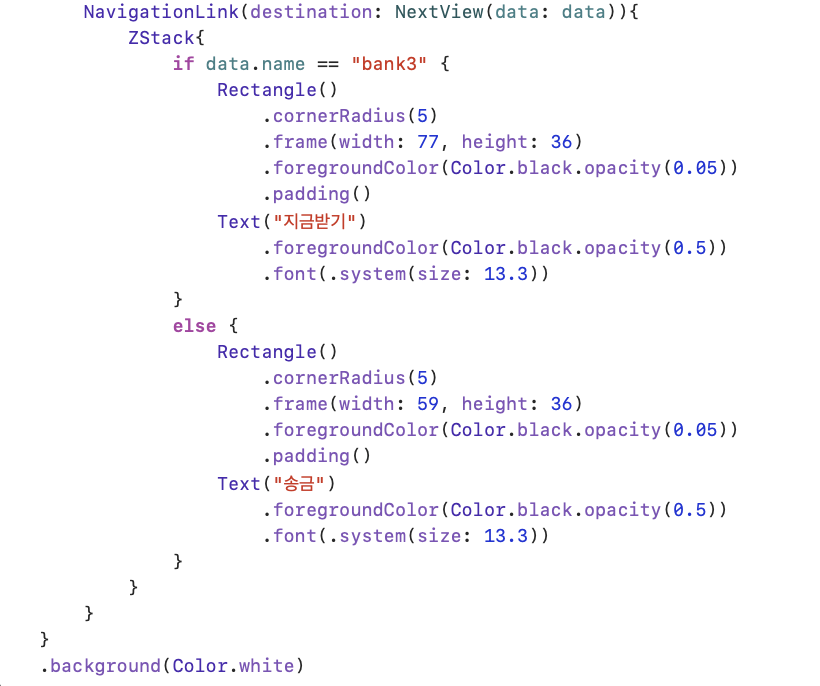 NavigationLink(destination: NextView(data: data)){
ZStack{
if data.name == "bank3" {
Rectangle()
.cornerRadius(5)
.frame(width: 77, height: 36)
.foregroundColor(Color.black.opacity(0.05))
.padding()
Text("지금받기")
.foregroundColor(Color.black.opacity(0.5))
.font(.system(size: 13.3))
}
else {
Rectangle()
.cornerRadius(5)
.frame(width: 59, height: 36)
.foregroundColor(Color.black.opacity(0.05))
.padding()
Text("송금")
.foregroundColor(Color.black.opacity(0.5))
.font(.system(size: 13.3))
}
}
}
}
.background(Color.white)